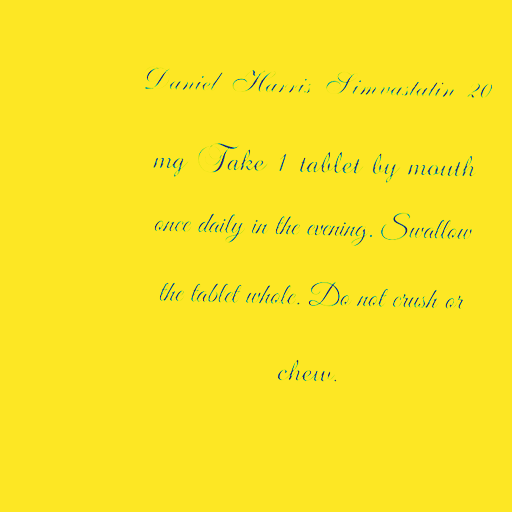 Daniel Harris Simvastatin 20
mg Take 1 tablet by mouth
once daily in the evening. Swallow
the tablet whole. Do not crush or
chew.